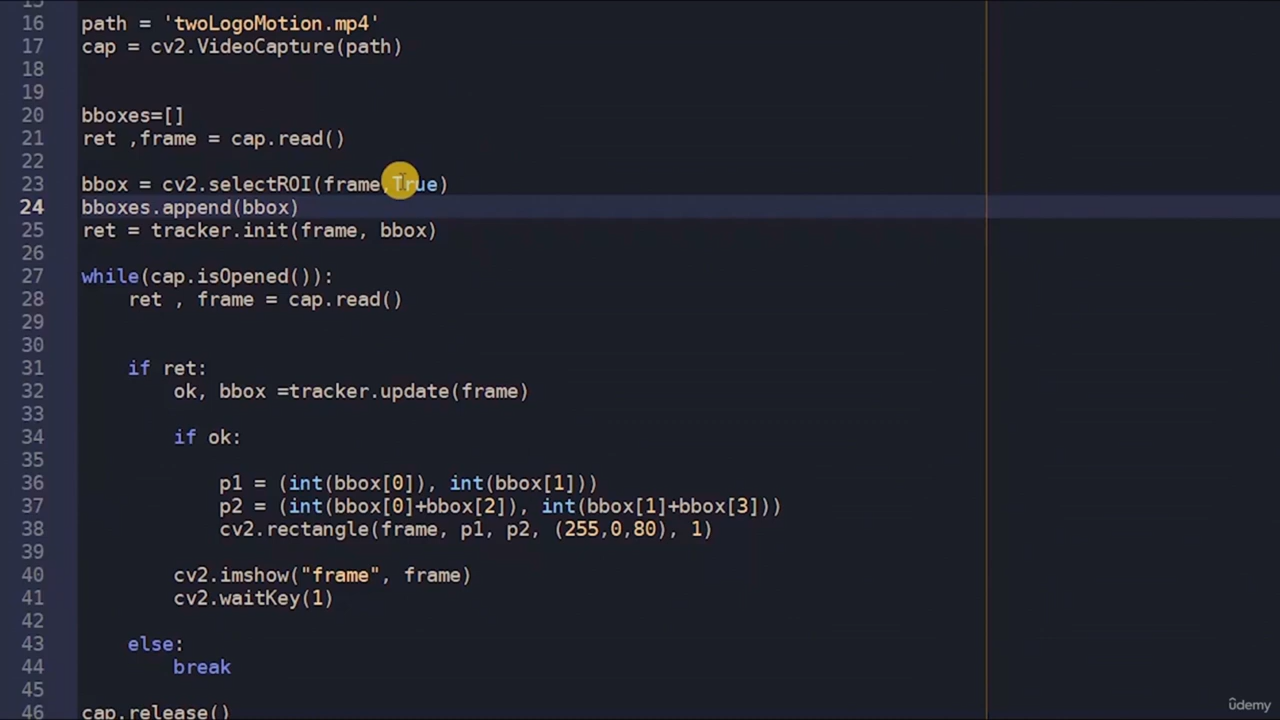 15
16 path = 'twoLogoMotion.mp4'
17 cap = cv2.VideoCapture(path)
18
19
20 bboxes=[]
21 ret ,frame = cap.read()
22
23 bbox = cv2.selectROI(frame,True)
24 bboxes.append(bbox)
25 ret = tracker.init(frame, bbox)
26
27 while(cap.isOpened()):
28     ret , frame = cap.read()
29
30
31     if ret:
32         ok, bbox =tracker.update(frame)
33
34         if ok:
35
36             p1 = (int(bbox[0]), int(bbox[1]))
37             p2 = (int(bbox[0]+bbox[2]), int(bbox[1]+bbox[3]))
38             cv2.rectangle(frame, p1, p2, (255,0,80), 1)
39
40         cv2.imshow("frame", frame)
41         cv2.waitKey(1)
42
43     else:
44         break
45
46 cap.release()
ûdemy